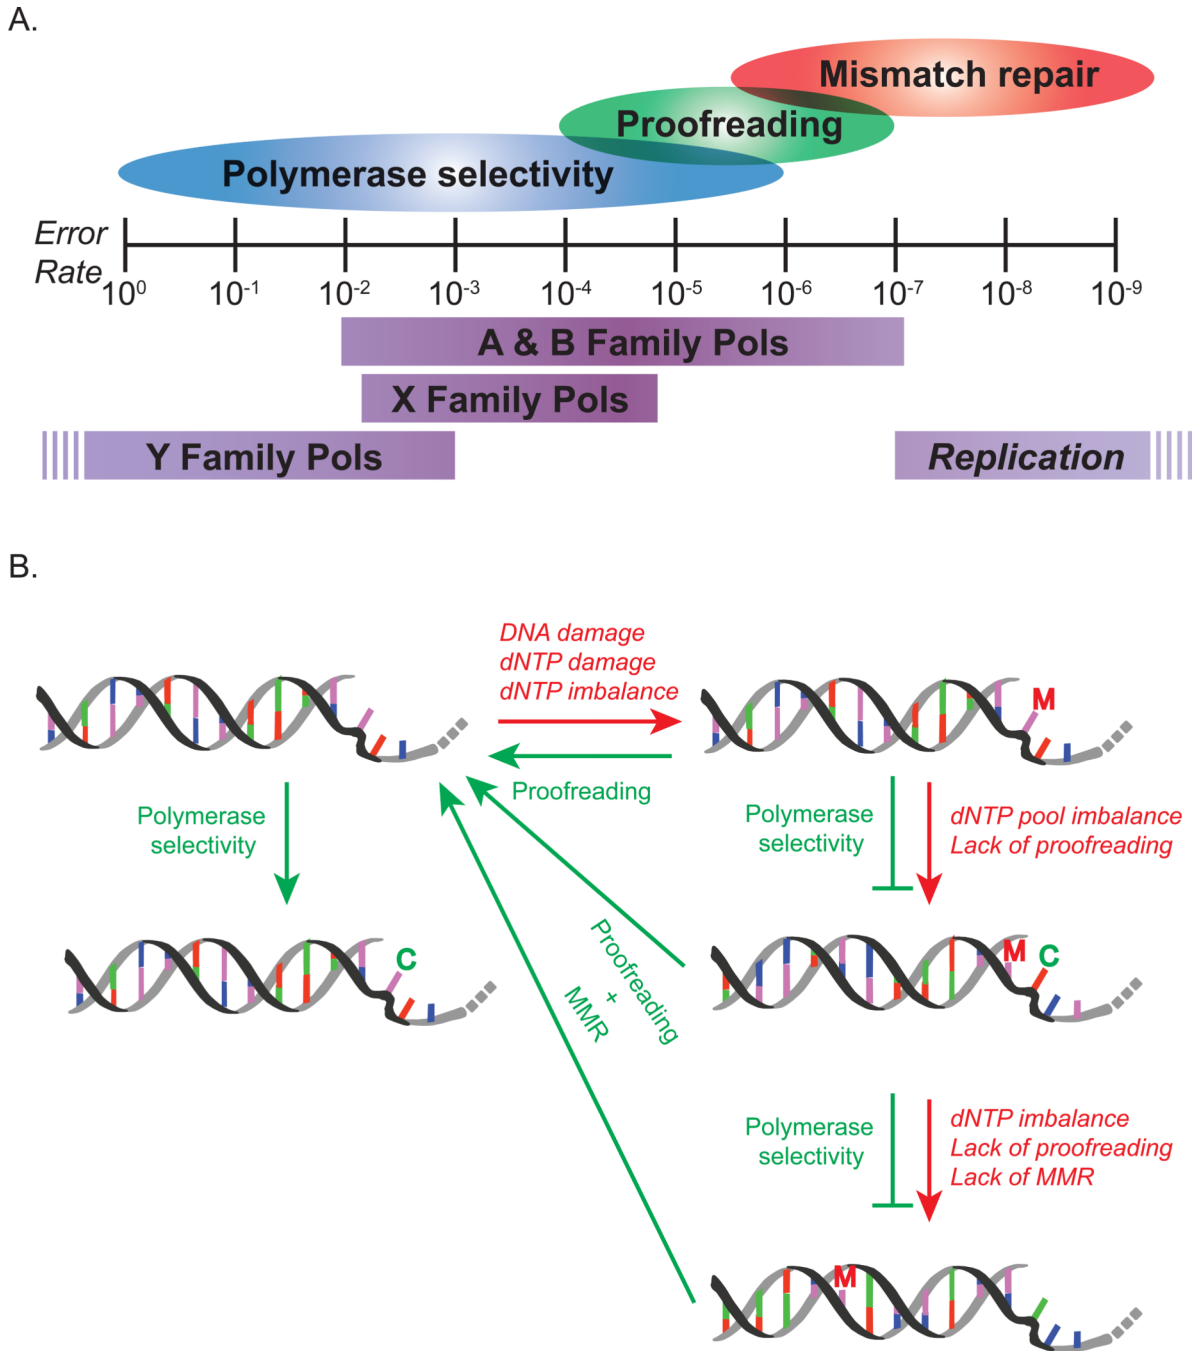 A.
Mismatch repair
Proofreading
Polymerase selectivity
Error
Rate
10⁰ 10⁻¹ 10⁻² 10⁻³ 10⁻⁴ 10⁻⁵ 10⁻⁶ 10⁻⁷ 10⁻⁸ 10⁻⁹
A & B Family Pols
X Family Pols
Y Family Pols
Replication
B.
DNA damage
dNTP damage
dNTP imbalance
M
Proofreading
Polymerase
selectivity
Polymerase
selectivity
dNTP pool imbalance
Lack of proofreading
C
Proofreading
+
MMR
M C
Polymerase
selectivity
dNTP imbalance
Lack of proofreading
Lack of MMR
M